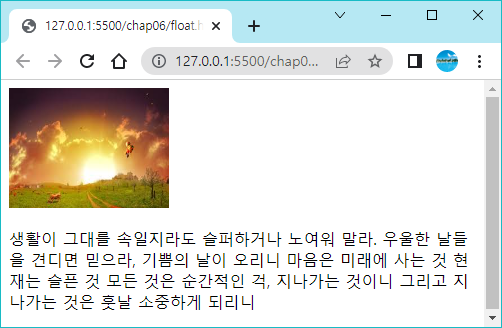 127.0.0.1:5500/chap06/float.h
127.0.0.1:5500/chap0...
생활이 그대를 속일지라도 슬퍼하거나 노여워 말라. 우울한 날들
을 견디면 믿으라, 기쁨의 날이 오리니 마음은 미래에 사는 것 현
재는 슬픈 것 모든 것은 순간적인 걱, 지나가는 것이니 그리고 지
나가는 것은 훗날 소중하게 되리니